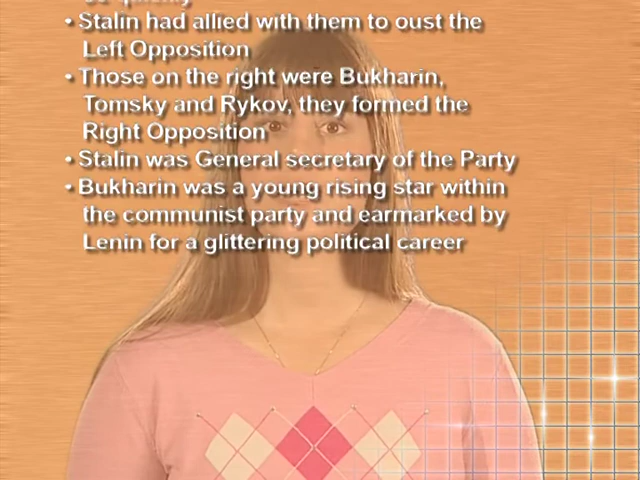 • Stalin had allied with them to oust the
Left Opposition
• Those on the right were Bukharin,
Tomsky and Rykov, they formed the
Right Opposition
• Stalin was General secretary of the Party
• Bukharin was a young rising star within
the communist party and earmarked by
Lenin for a glittering political career